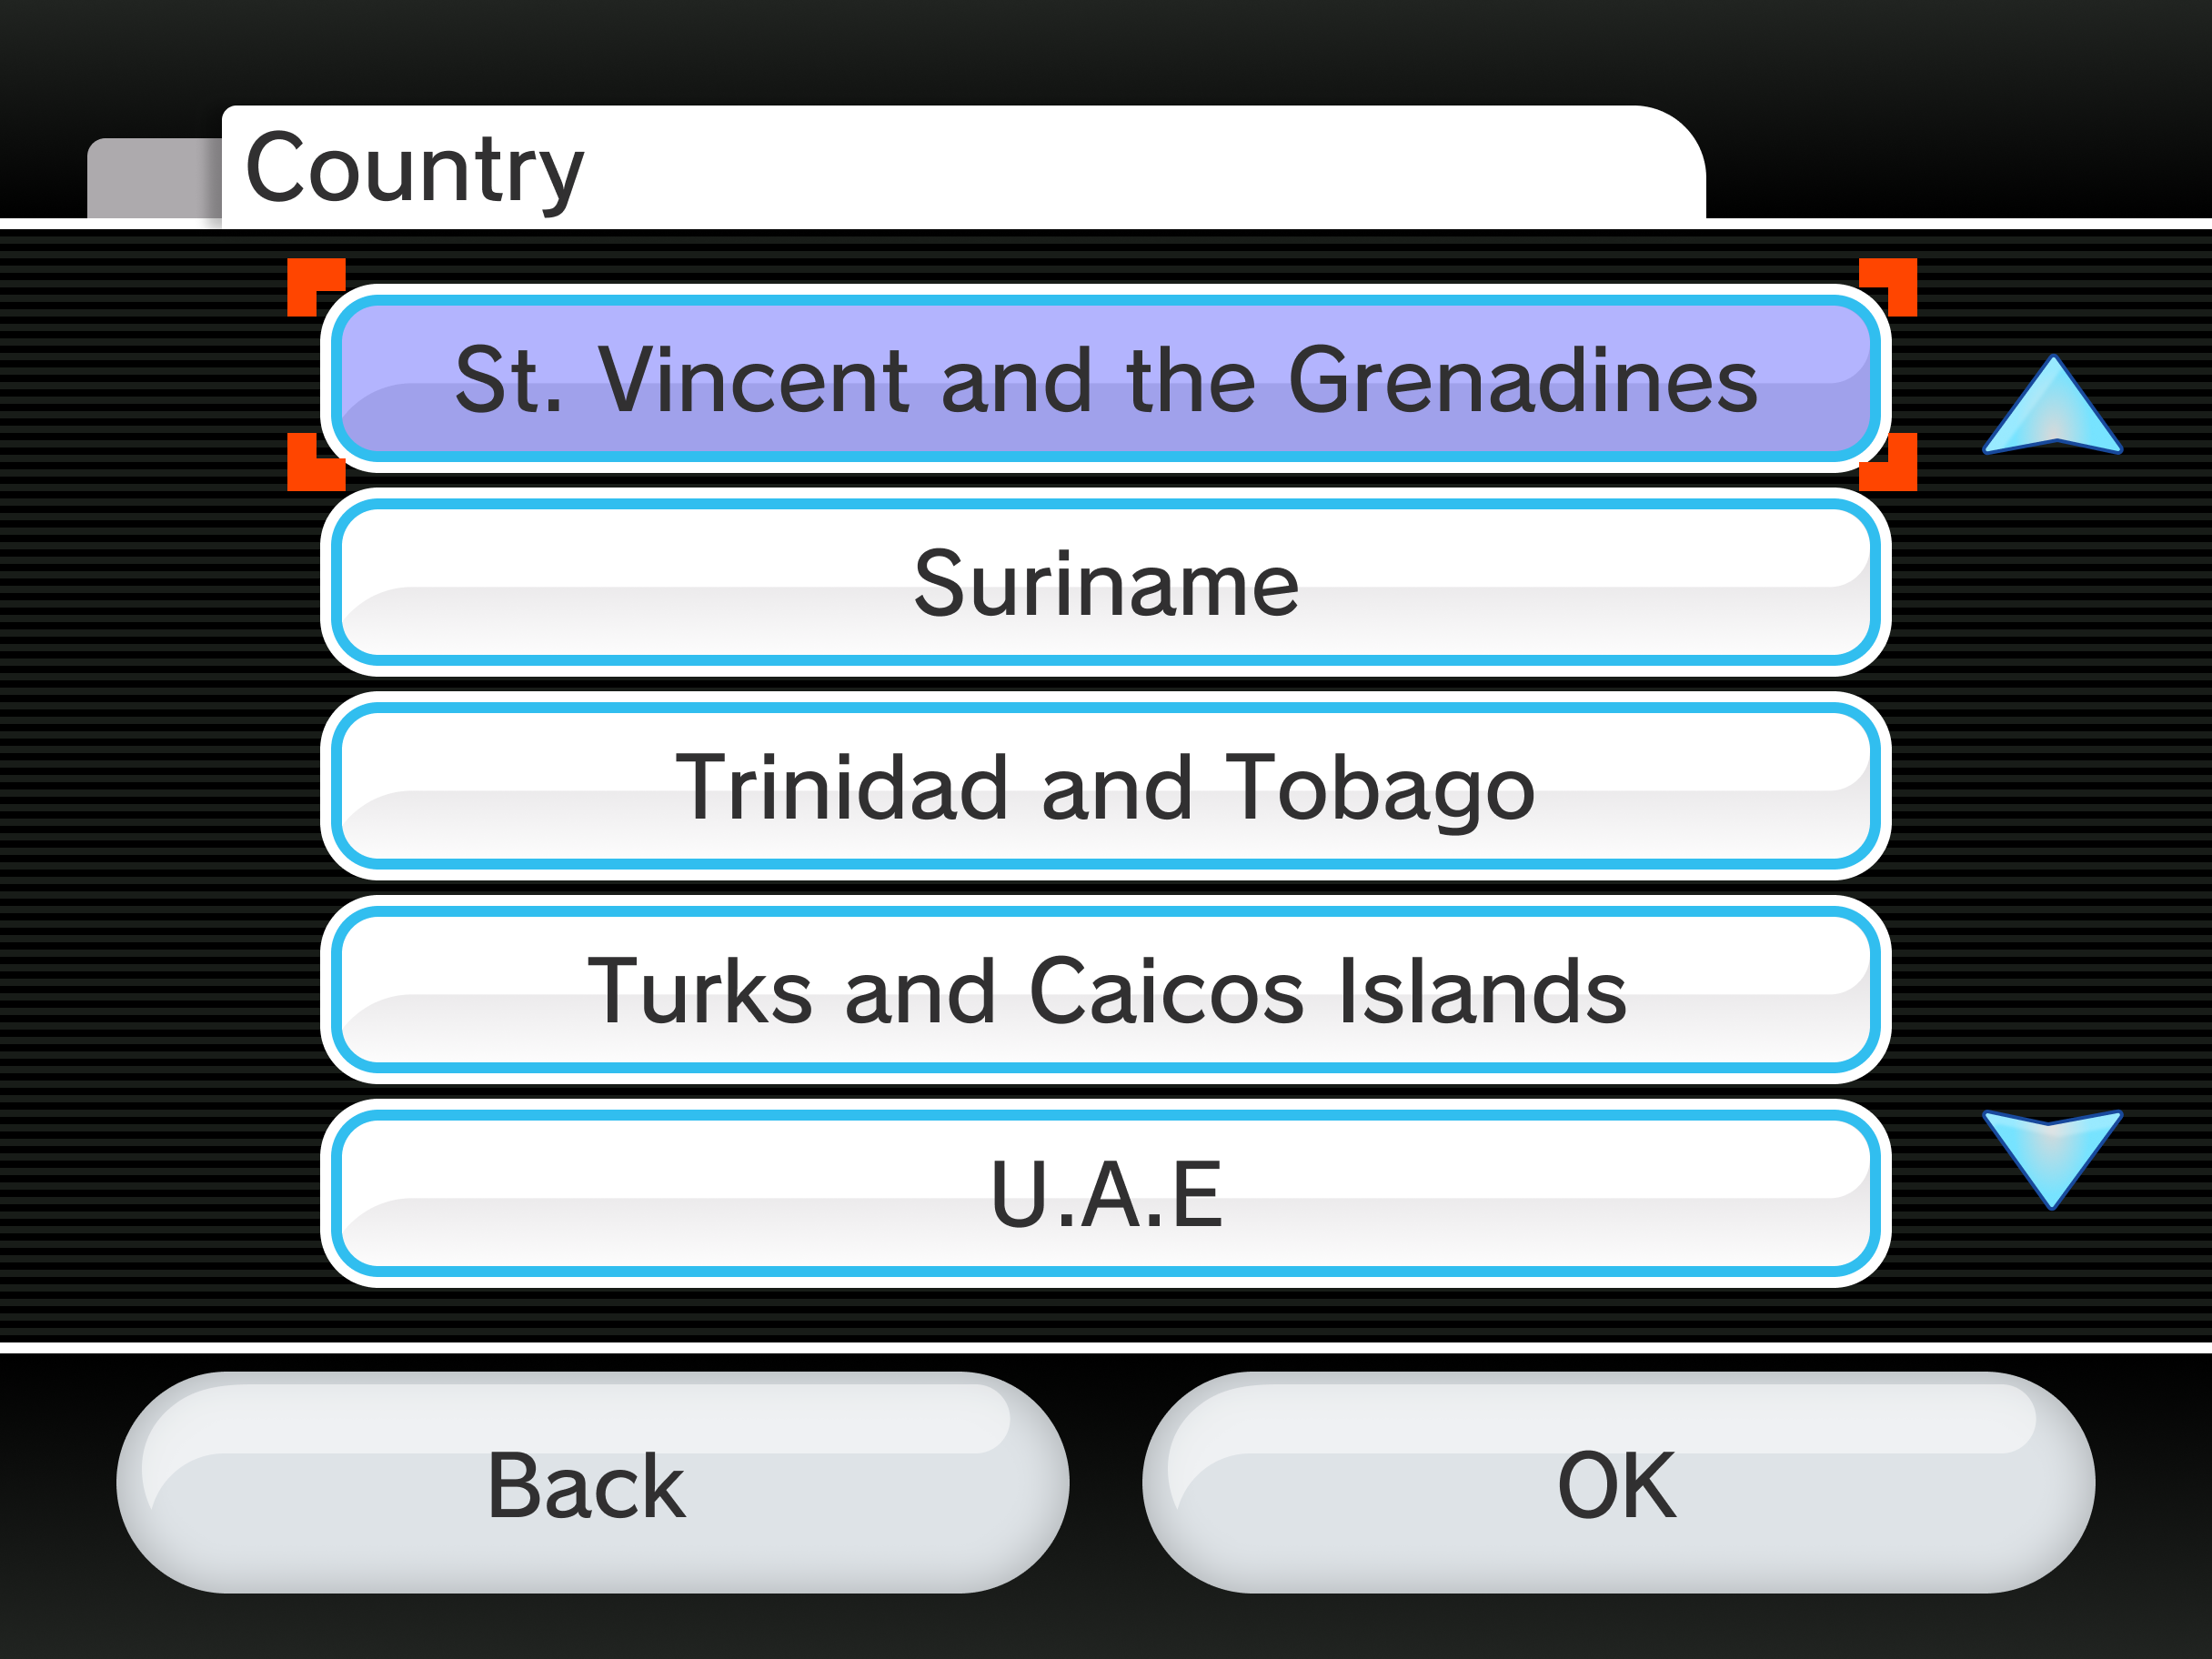 Country
St. Vincent and the Grenadines
Suriname
Trinidad and Tobago
Turks and Caicos Islands
U.A.E
Back
OK